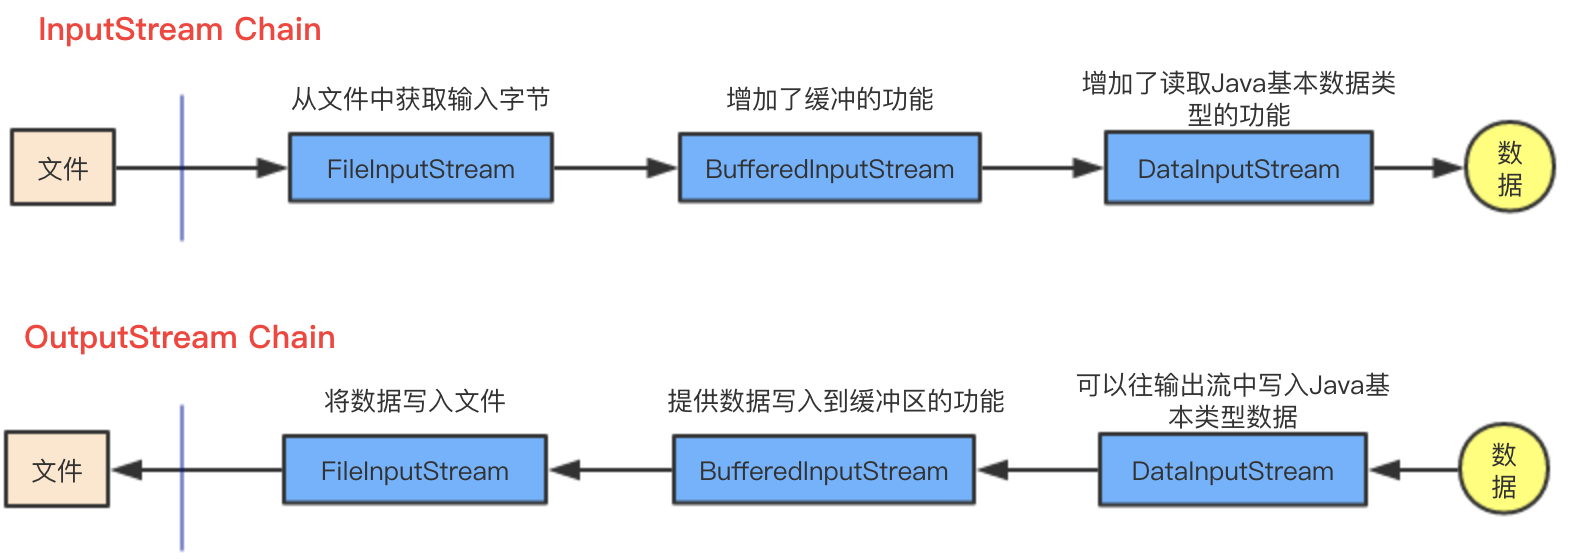 InputStream Chain
从文件中获取输入字节
增加了缓冲的功能
增加了读取Java基本数据类
型的功能
文件
FileInputStream
BufferedInputStream
DataInputStream
数
据
OutputStream Chain
将数据写入文件
提供数据写入到缓冲区的功能
可以往输出流中写入Java基
本类型数据
文件
FileInputStream
BufferedInputStream
DataInputStream
数
据